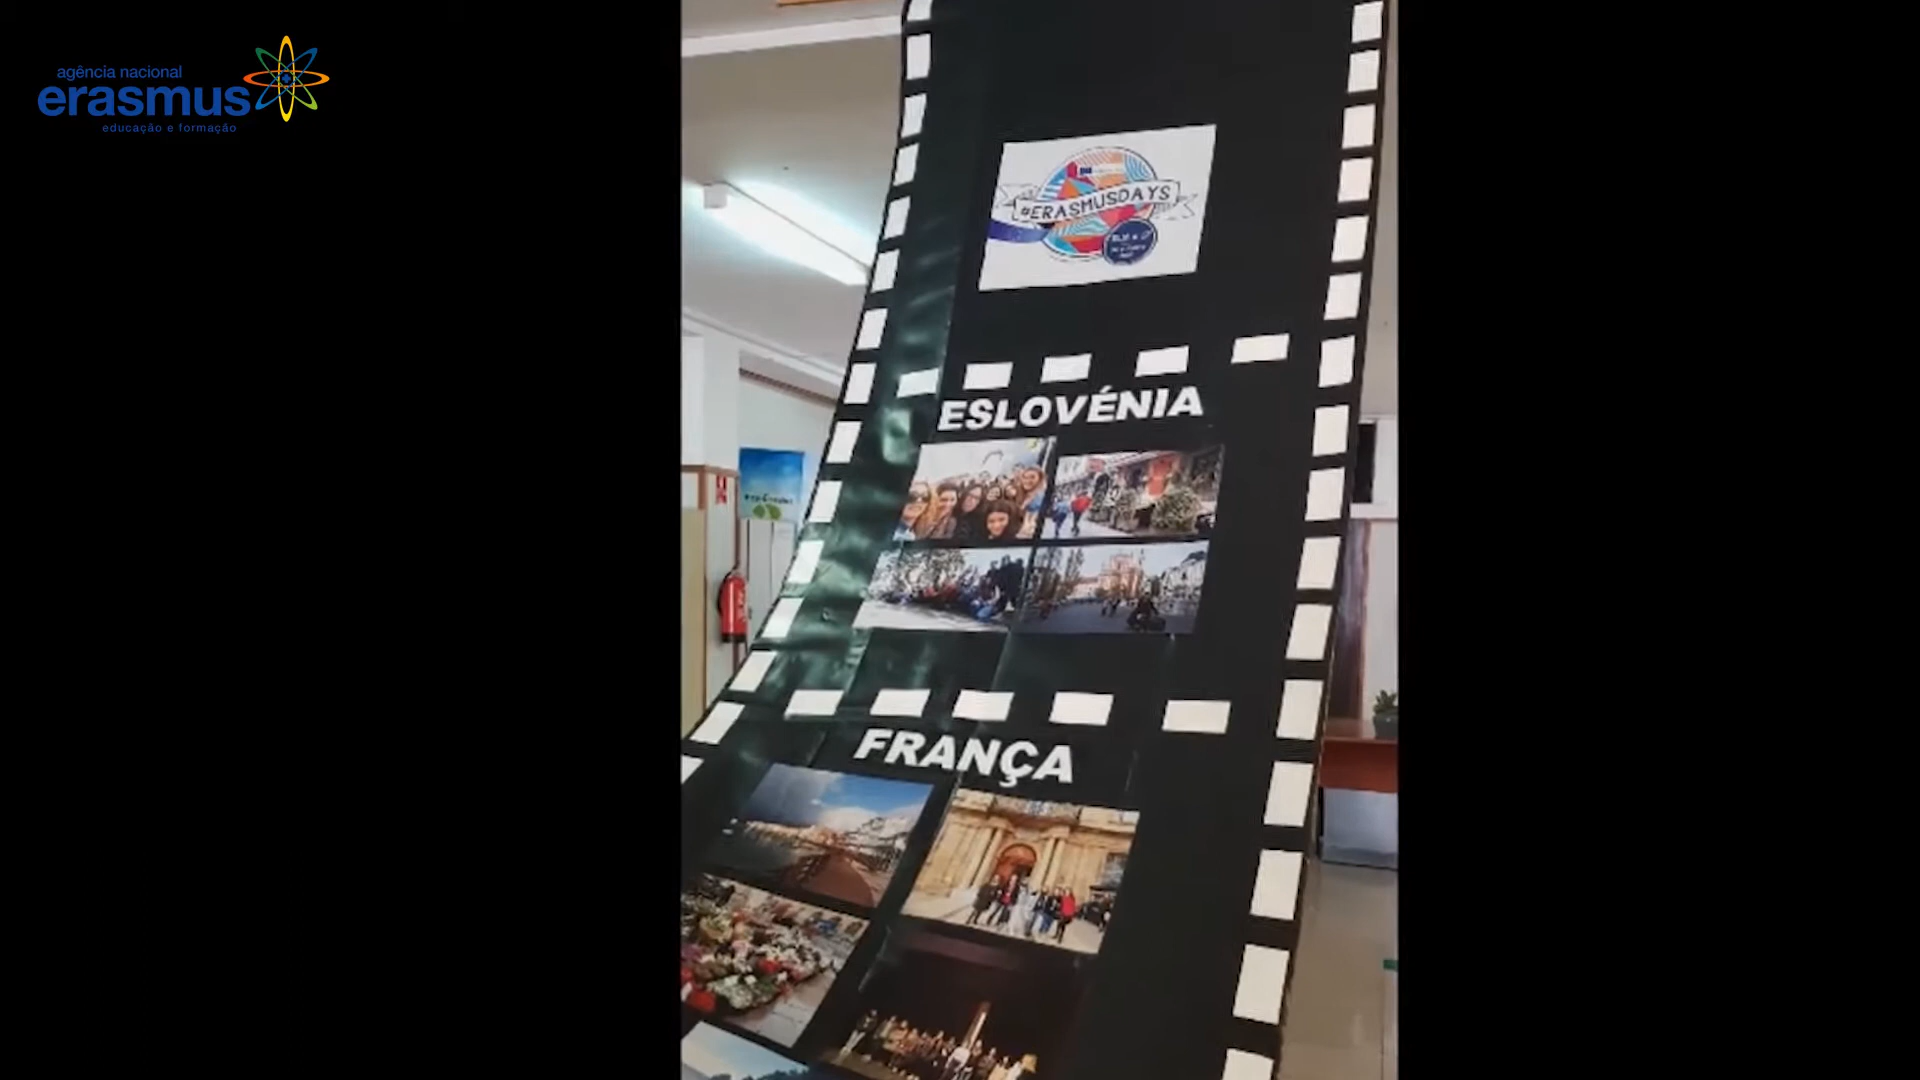 agência nacional
erasmus
educação e formação
#ERASMUSDAYS
ESLOVÉNIA
FRANÇA